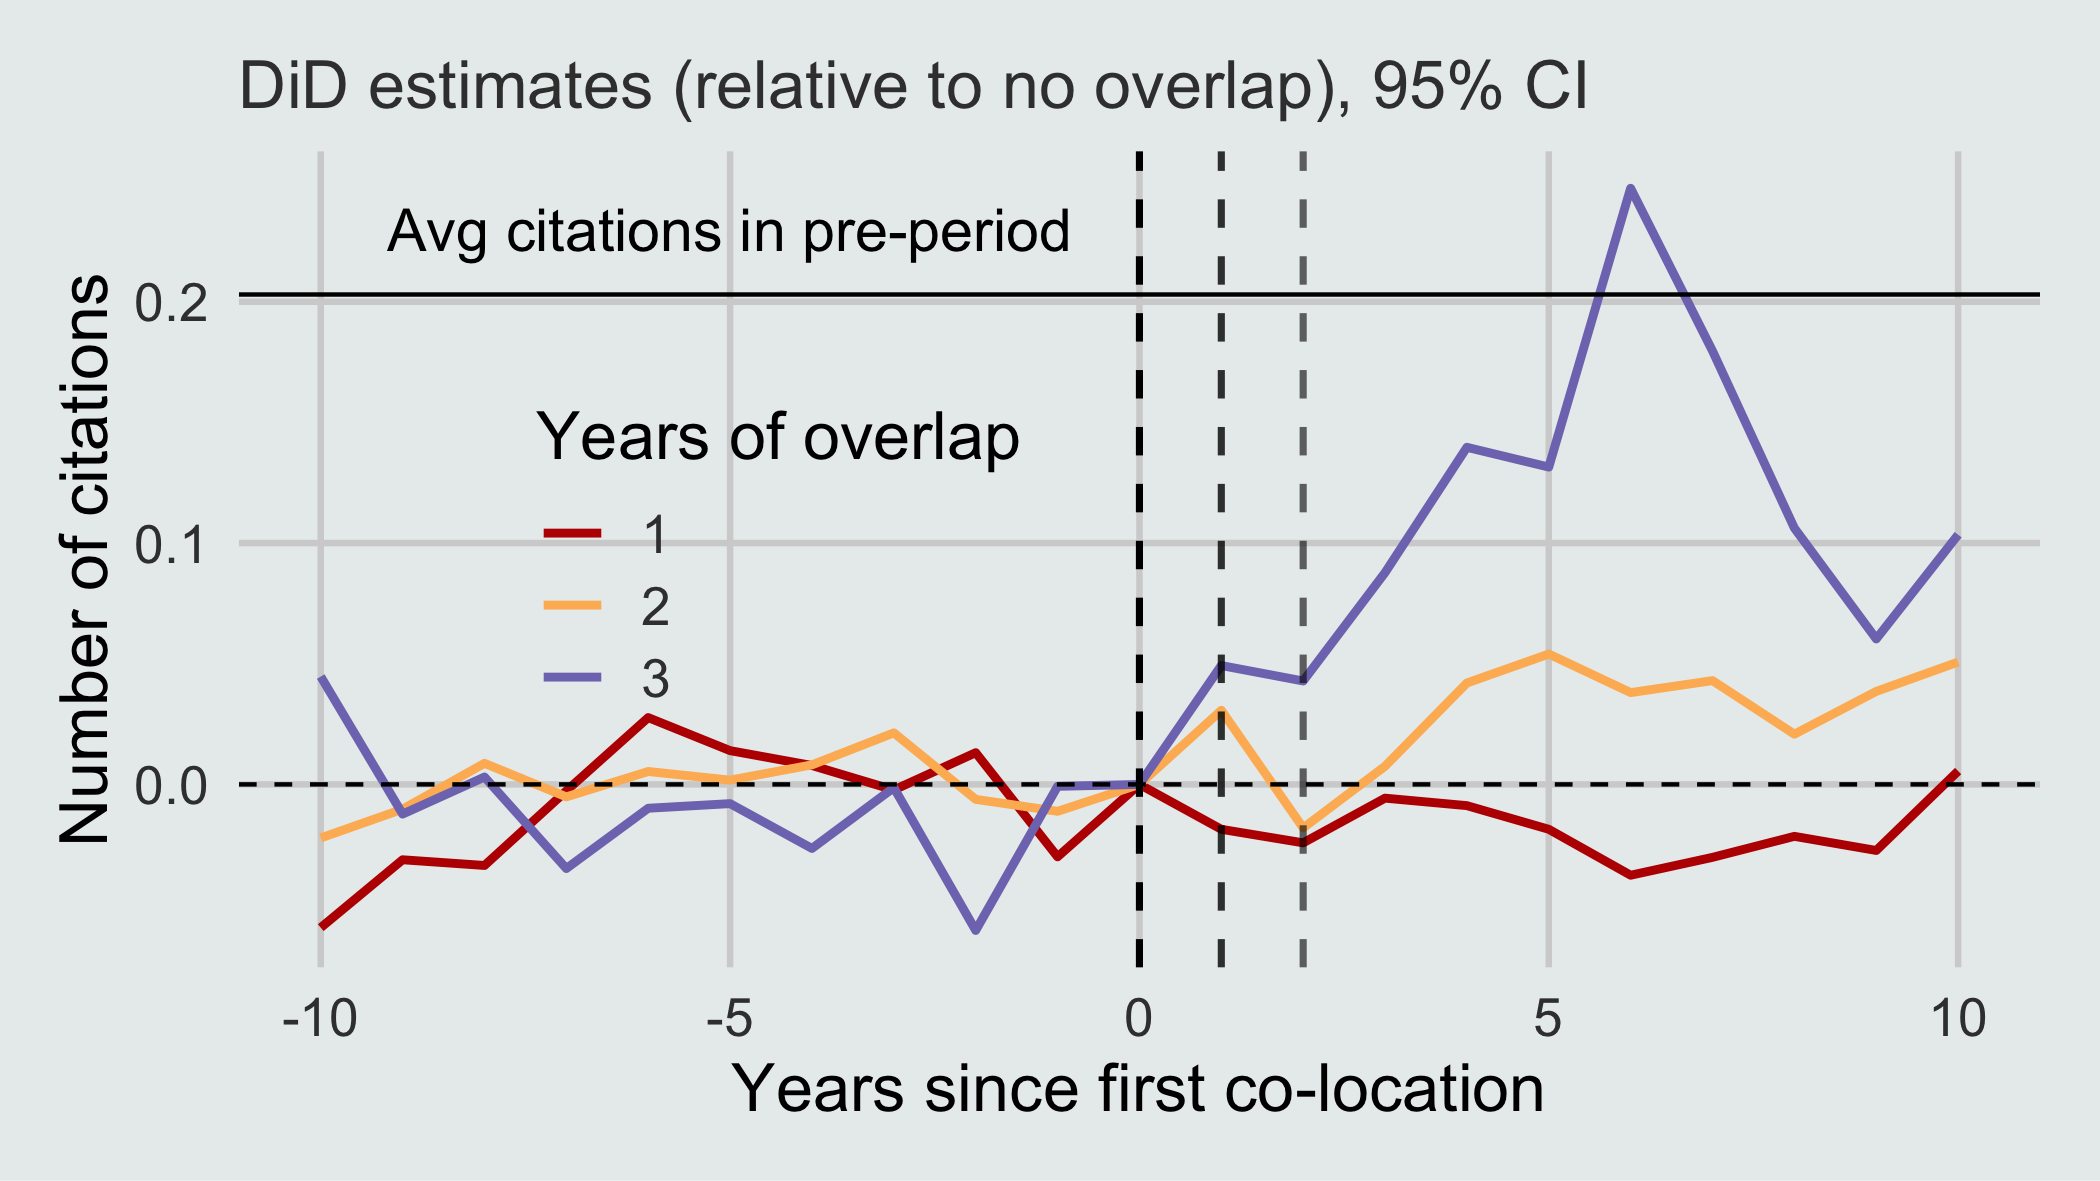 DiD estimates (relative to no overlap), 95% CI
Avg citations in pre-period
Number of citations
0.2
0.1
0.0
Years of overlap
1
2
3
-10
-5
0
5
10
Years since first co-location